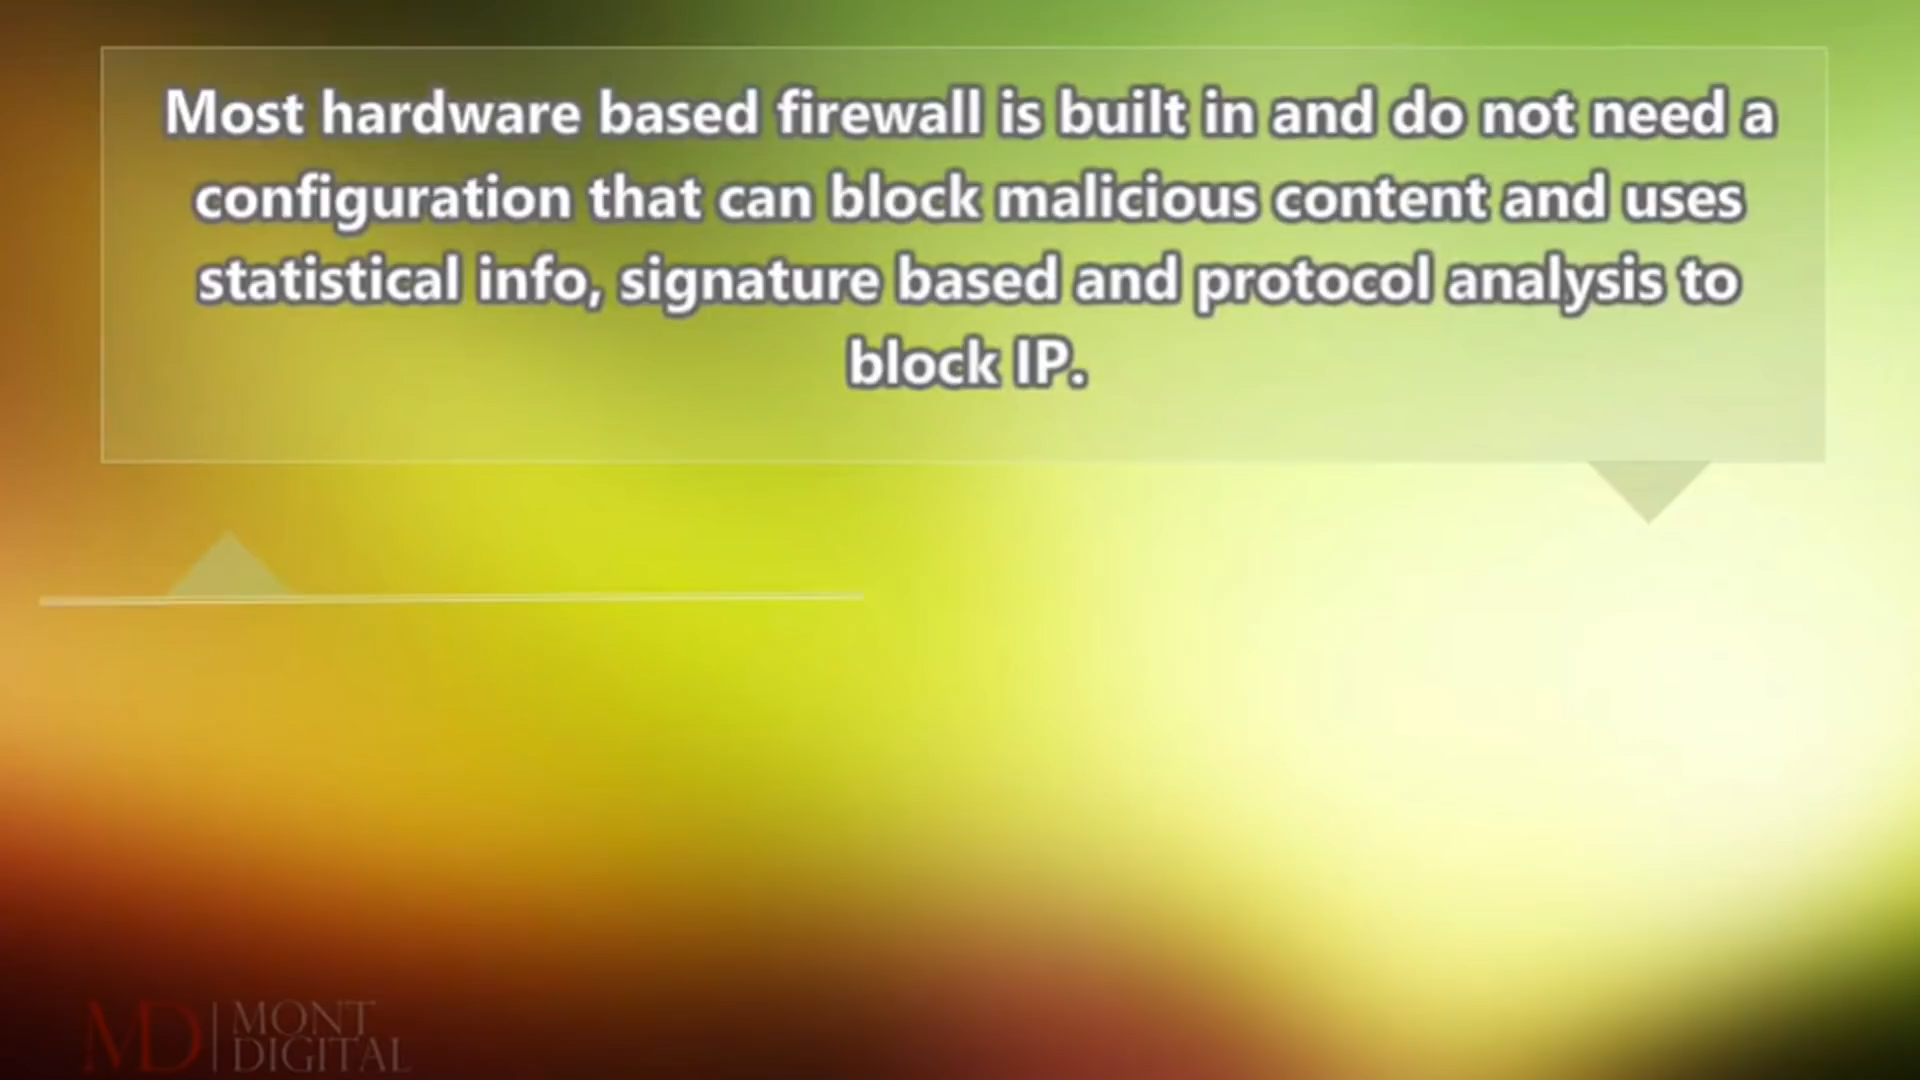 Most hardware based firewall is built in and do not need a
configuration that can block malicious content and uses
statistical info, signature based and protocol analysis to
block IP.
MD MONT
DIGITAL